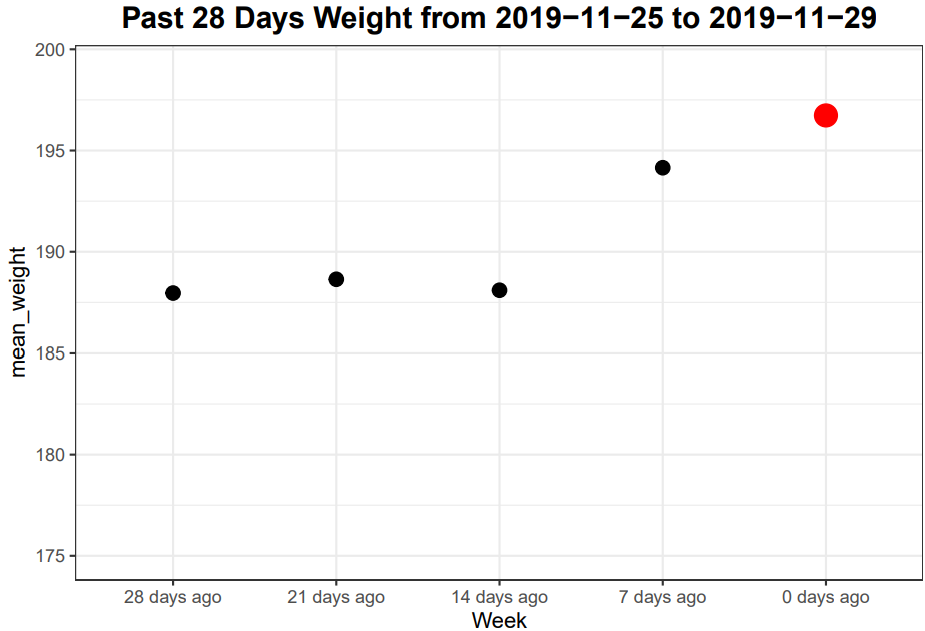 Past 28 Days Weight from 2019−11−25 to 2019−11−29
mean_weight
200
195
190
185
180
175
28 days ago 21 days ago 14 days ago 7 days ago 0 days ago
Week